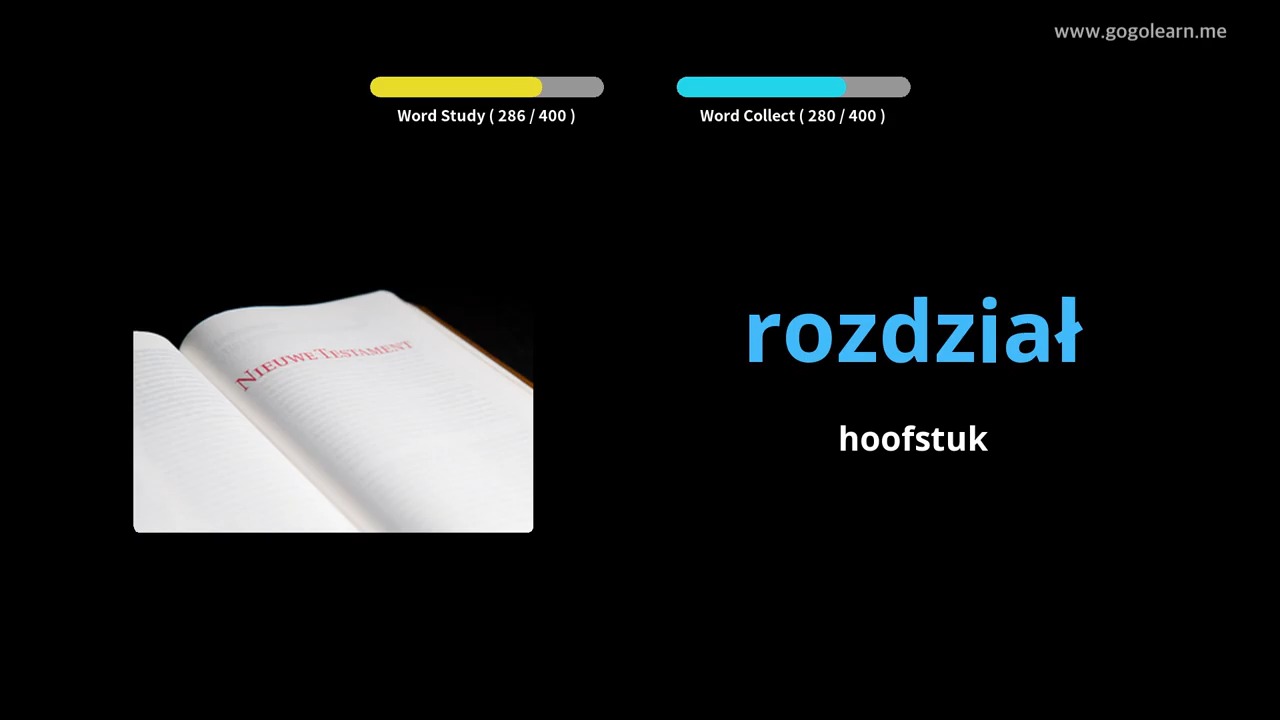 www.gogolearn.me
Word Study ( 286 / 400 )
Word Collect ( 280 / 400 )
NIEUWE TESTAMENT
rozdział
hoofstuk